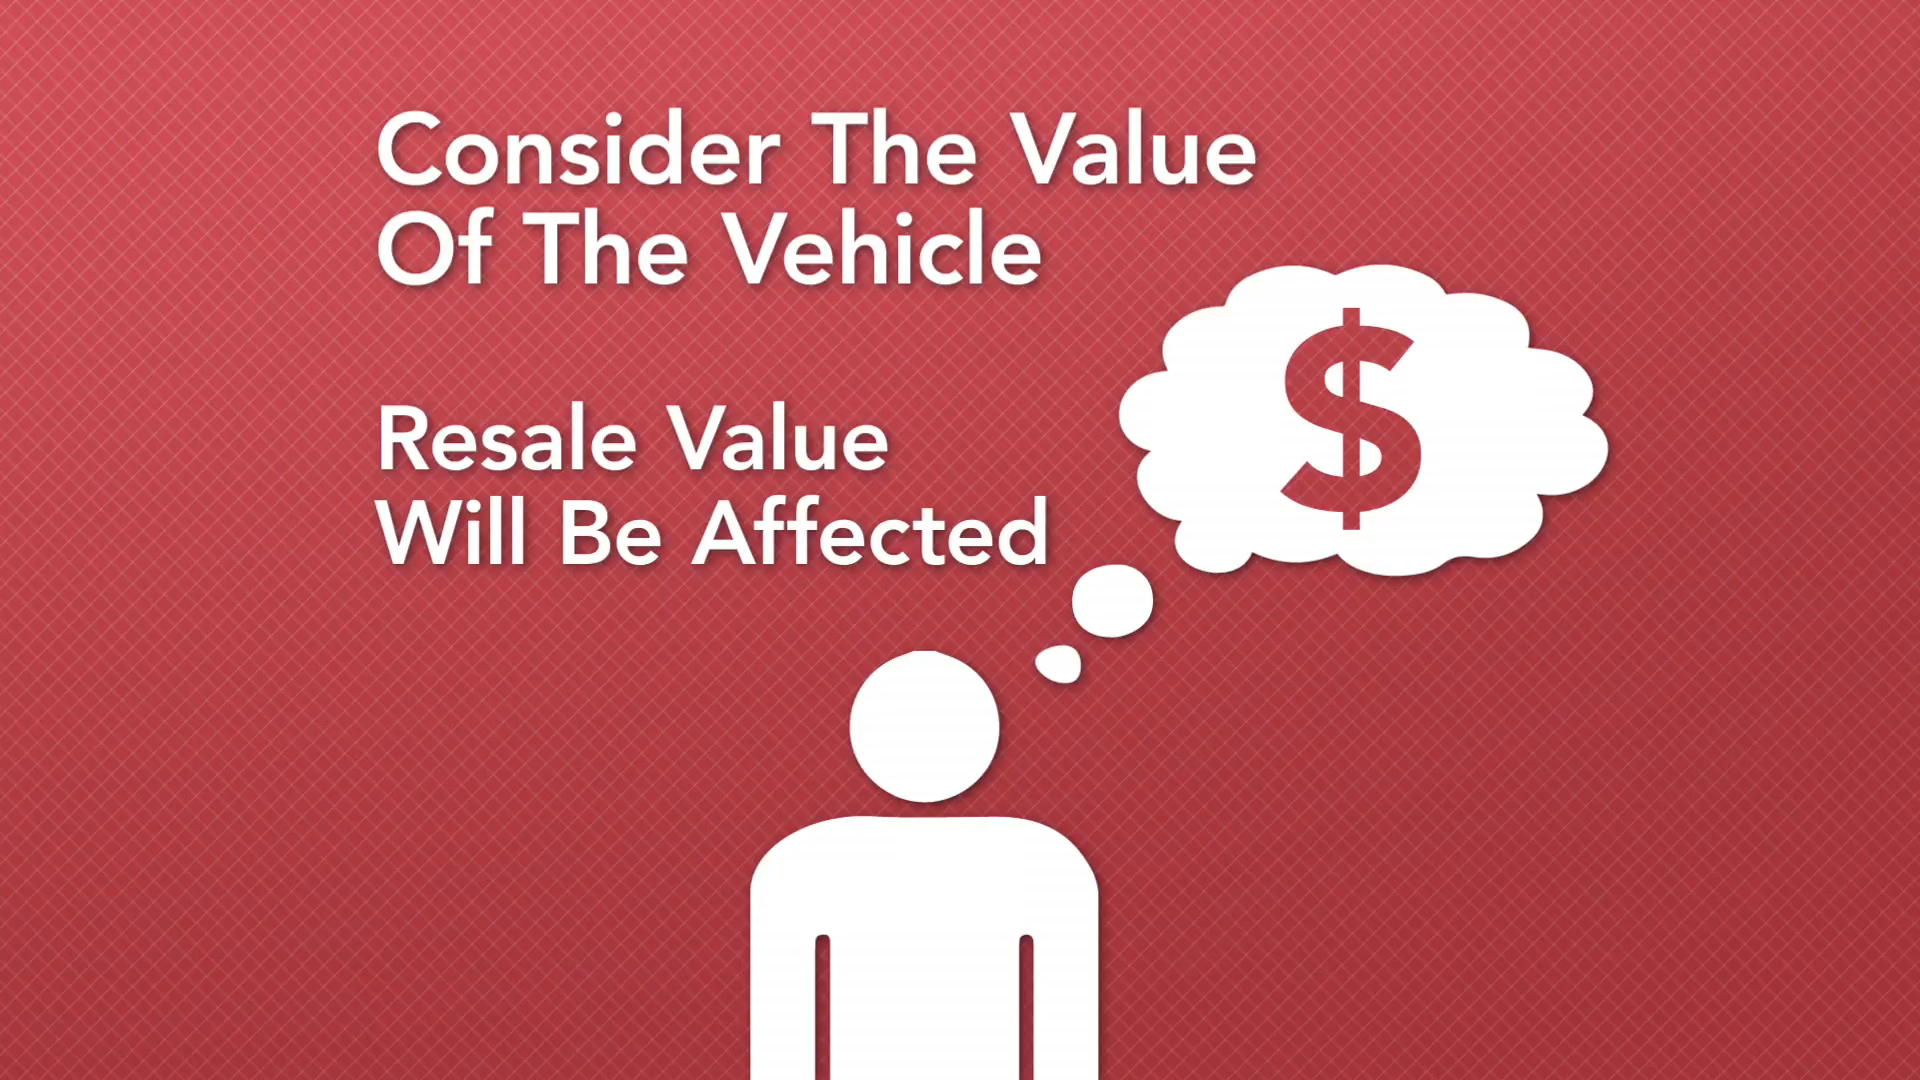 Consider The Value
Of The Vehicle
$
Resale Value
Will Be Affected